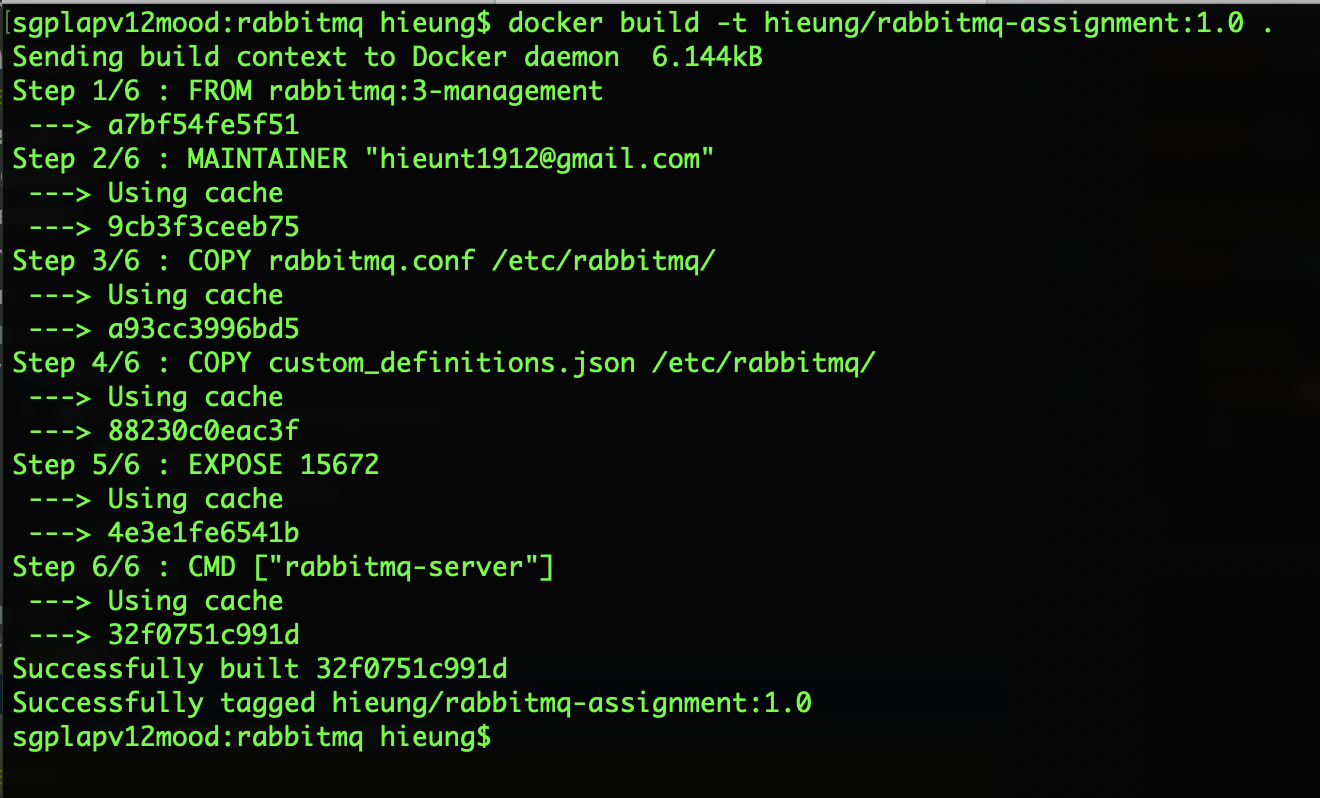 [sgplapv12mood:rabbitmq hieung$ docker build -t hieung/rabbitmq-assignment:1.0 .
Sending build context to Docker daemon  6.144kB
Step 1/6 : FROM rabbitmq:3-management
 ---> a7bf54fe5f51
Step 2/6 : MAINTAINER "hieunt1912@gmail.com"
 ---> Using cache
 ---> 9cb3f3ceeb75
Step 3/6 : COPY rabbitmq.conf /etc/rabbitmq/
 ---> Using cache
 ---> a93cc3996bd5
Step 4/6 : COPY custom_definitions.json /etc/rabbitmq/
 ---> Using cache
 ---> 88230c0eac3f
Step 5/6 : EXPOSE 15672
 ---> Using cache
 ---> 4e3e1fe6541b
Step 6/6 : CMD ["rabbitmq-server"]
 ---> Using cache
 ---> 32f0751c991d
Successfully built 32f0751c991d
Successfully tagged hieung/rabbitmq-assignment:1.0
sgplapv12mood:rabbitmq hieung$